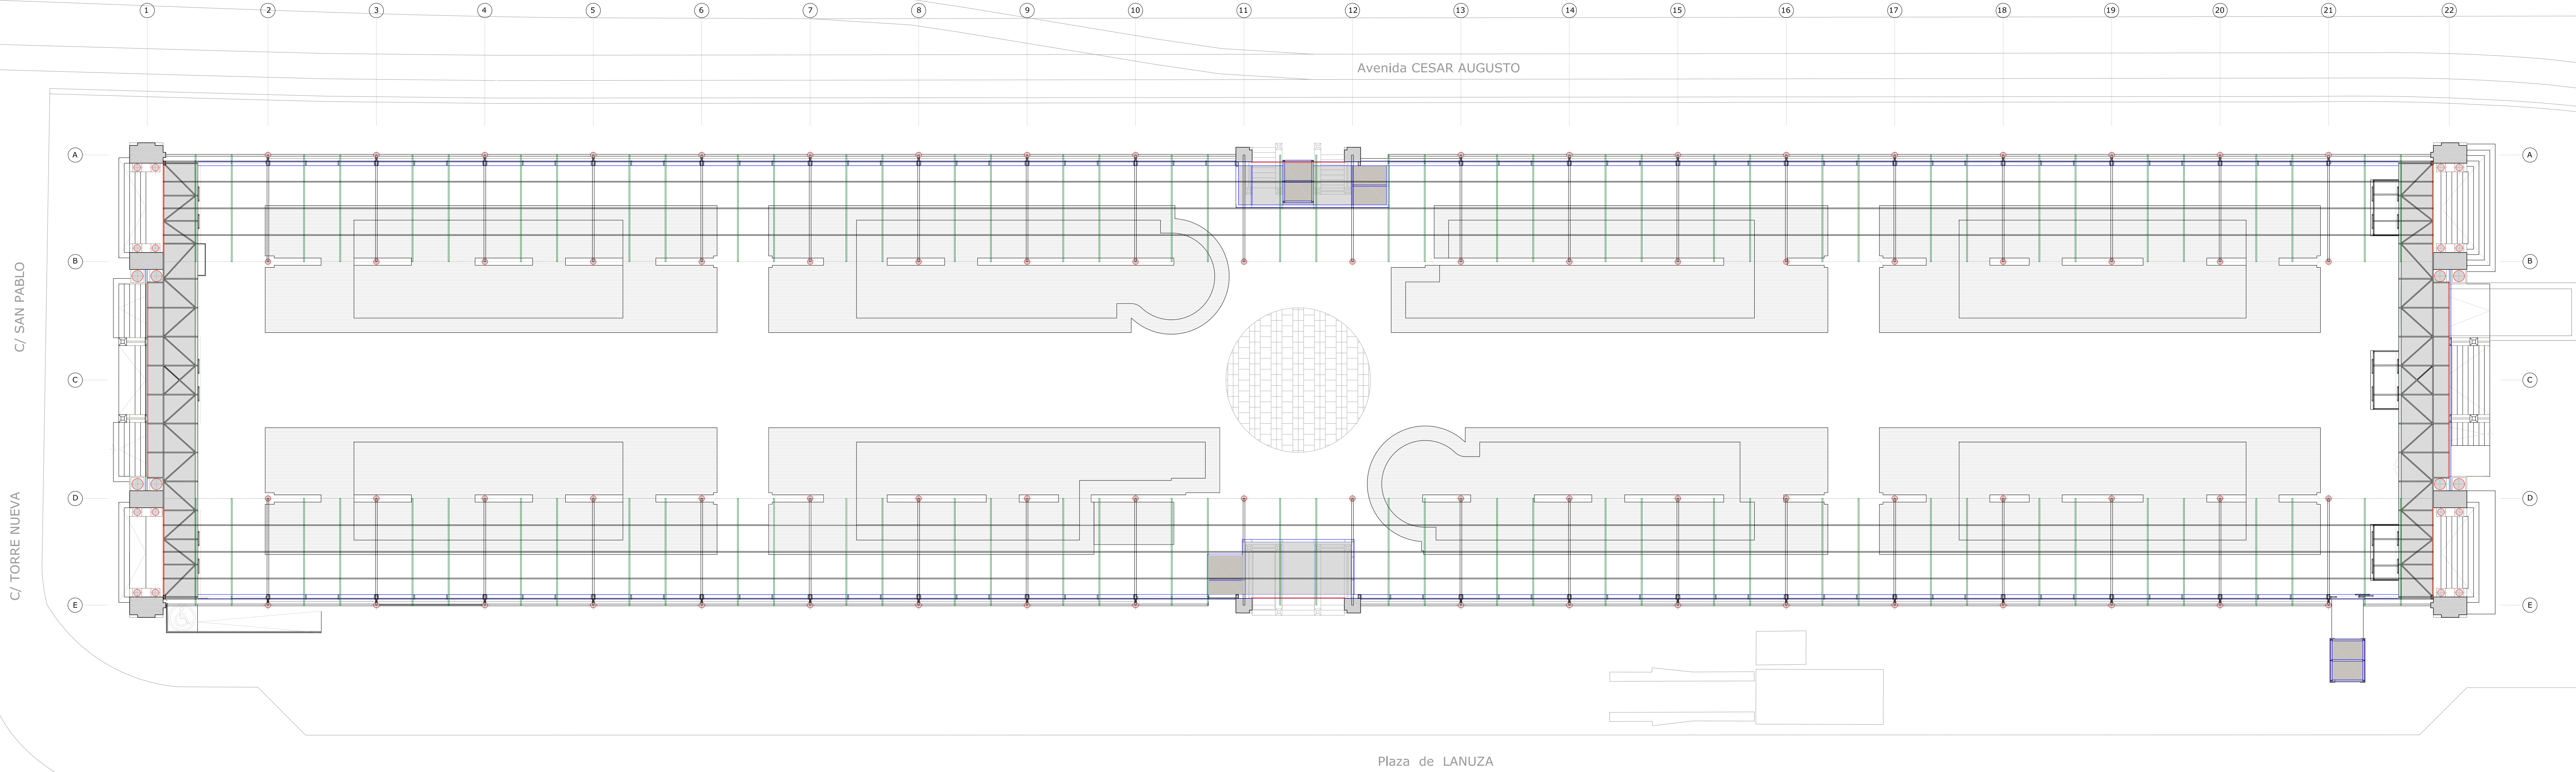 1 2 3 4 5 6 7 8 9 10 11 12 13 14 15 16 17 18 19 20 21 22
Avenida CESAR AUGUSTO
A A
B B
C/ SAN PABLO
C C
D D
C/ TORRE NUEVA
E E
Plaza de LANUZA